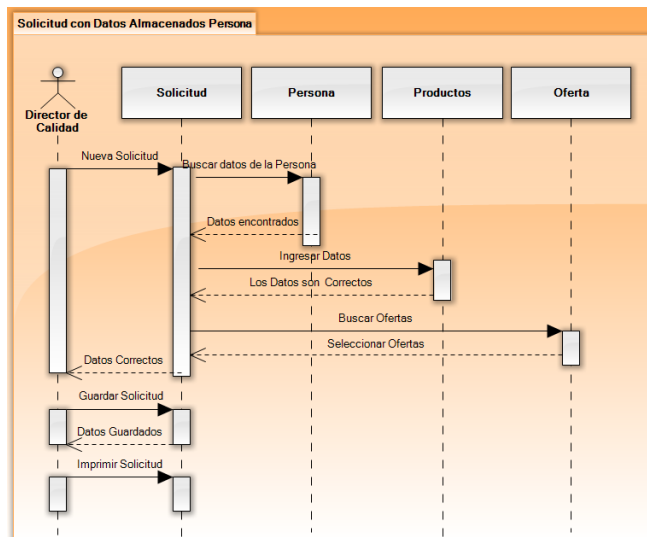 Solicitud con Datos Almacenados Persona
Director de
Calidad
Solicitud
Persona
Productos
Oferta
Nueva Solicitud
Buscar datos de la Persona
Datos encontrados
Ingresar Datos
Los Datos son Correctos
Buscar Ofertas
Seleccionar Ofertas
Datos Correctos
Guardar Solicitud
Datos Guardados
Imprimir Solicitud